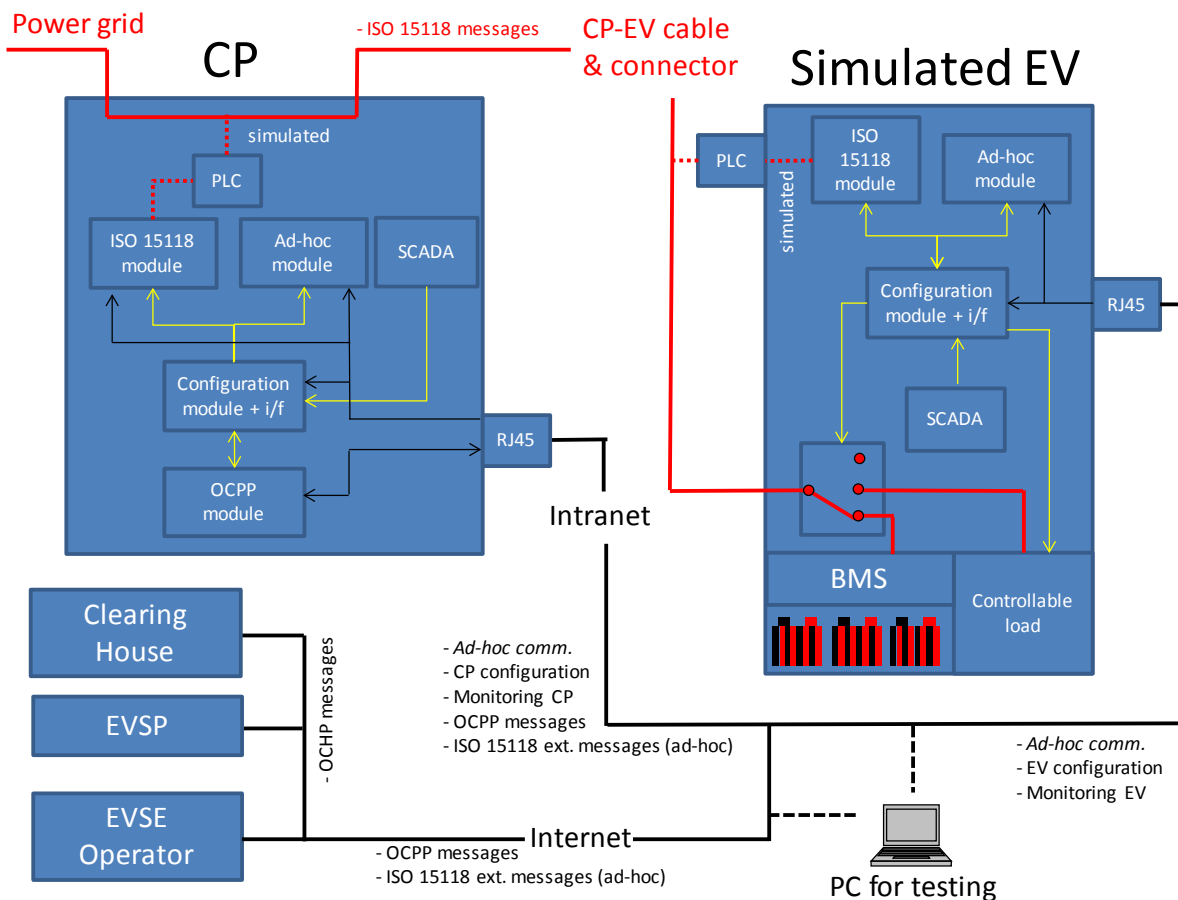 Power grid
- ISO 15118 messages
CP
simulated
PLC
ISO 15118
module
Ad-hoc
module
SCADA
Configuration
module + i/f
OCPP
module
RJ45
CP-EV cable
& connector
Simulated EV
PLC
simulated
ISO
15118
module
Ad-hoc
module
Configuration
module + i/f
RJ45
SCADA
BMS
Controllable
load
Intranet
Clearing
House
EVSP
EVSE
Operator
- OCHP messages
- Ad-hoc comm.
- CP configuration
- Monitoring CP
- OCPP messages
- ISO 15118 ext. messages (ad-hoc)
Internet
- OCPP messages
- ISO 15118 ext. messages (ad-hoc)
- Ad-hoc comm.
- EV configuration
- Monitoring EV
PC for testing